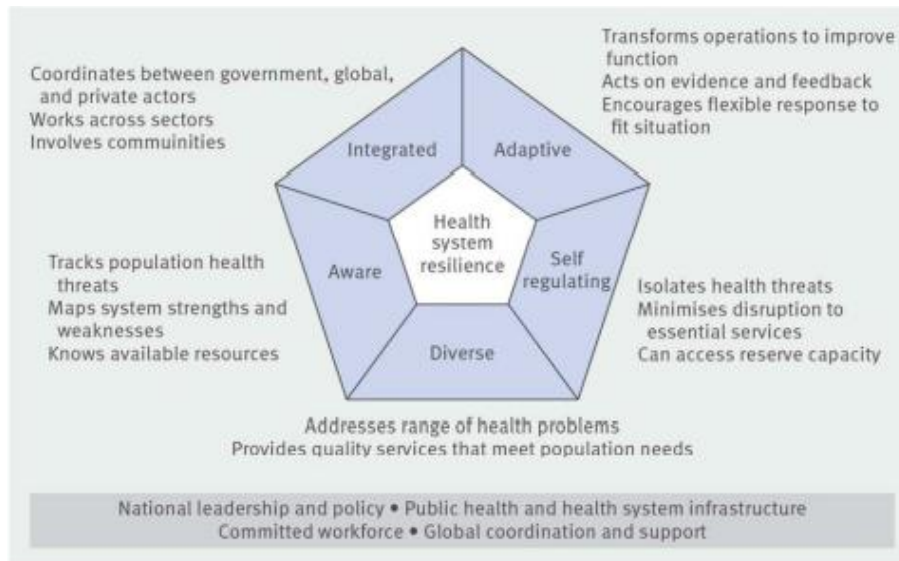 Coordinates between government, global,
and private actors
Works across sectors
Involves commuinities
Transforms operations to improve
function
Acts on evidence and feedback
Encourages flexible response to
fit situation
Integrated
Adaptive
Health
system
resilience
Aware
Self
regulating
Diverse
Tracks population health
threats
Maps system strengths and
weaknesses
Knows available resources
Isolates health threats
Minimises disruption to
essential services
Can access reserve capacity
Addresses range of health problems
Provides quality services that meet population needs
National leadership and policy • Public health and health system infrastructure
Committed workforce • Global coordination and support